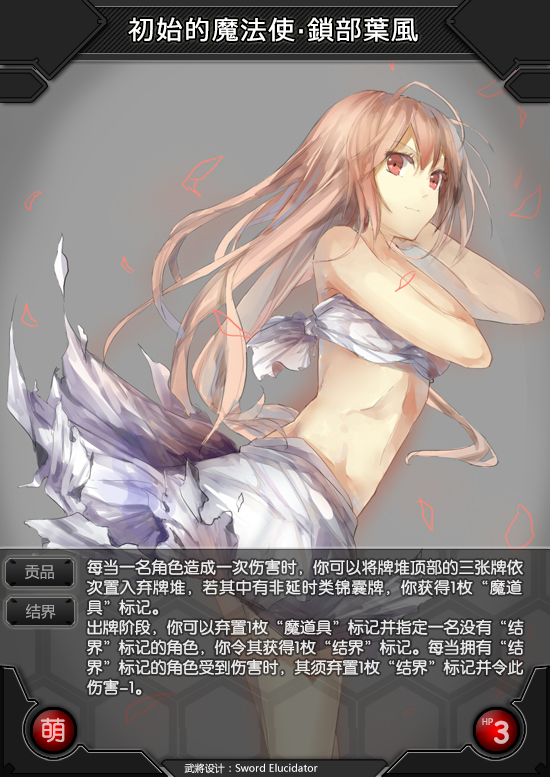 初始的魔法使·鎖部葉風
贡品
每当一名角色造成一次伤害时，你可以将牌堆顶部的三张牌依
次置入弃牌堆，若其中有非延时类锦囊牌，你获得1枚“魔道
具”标记。
结界
出牌阶段，你可以弃置1枚“魔道具”标记并指定一名没有“结
界”标记的角色，你令其获得1枚“结界”标记。每当拥有“结
界”标记的角色受到伤害时，其须弃置1枚“结界”标记并令此
伤害-1。
萌
HP3
武將设计：Sword Elucidator